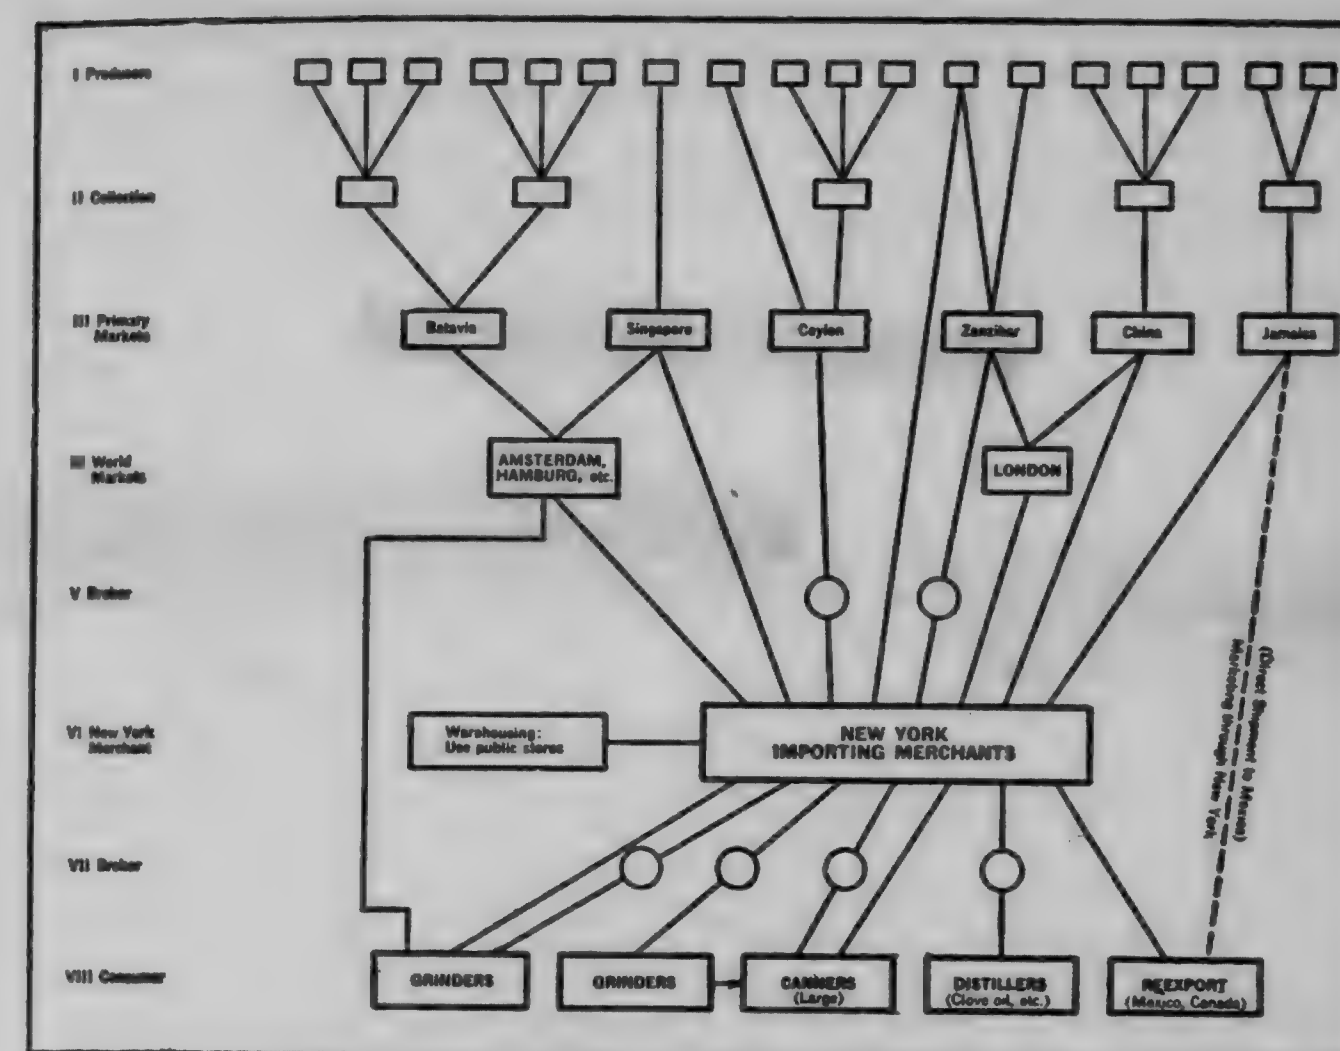 I Producers
II Collection
III Primary
Markets
Batavia
Singapore
Ceylon
Zanzibar
China
Jamaica
World
Markets
AMSTERDAM,
HAMBURG, etc.
LONDON
V Broker
(Direct Shipment to Mexico)
Marketing through New York
VI New York
Merchant
Warehousing:
Use public stores
NEW YORK
IMPORTING MERCHANTS
VII Broker
VIII Consumer
GRINDERS
GRINDERS
CANNERS
(Large)
DISTILLERS
(Clove oil, etc.)
REEXPORT
(Mexico, Canada)